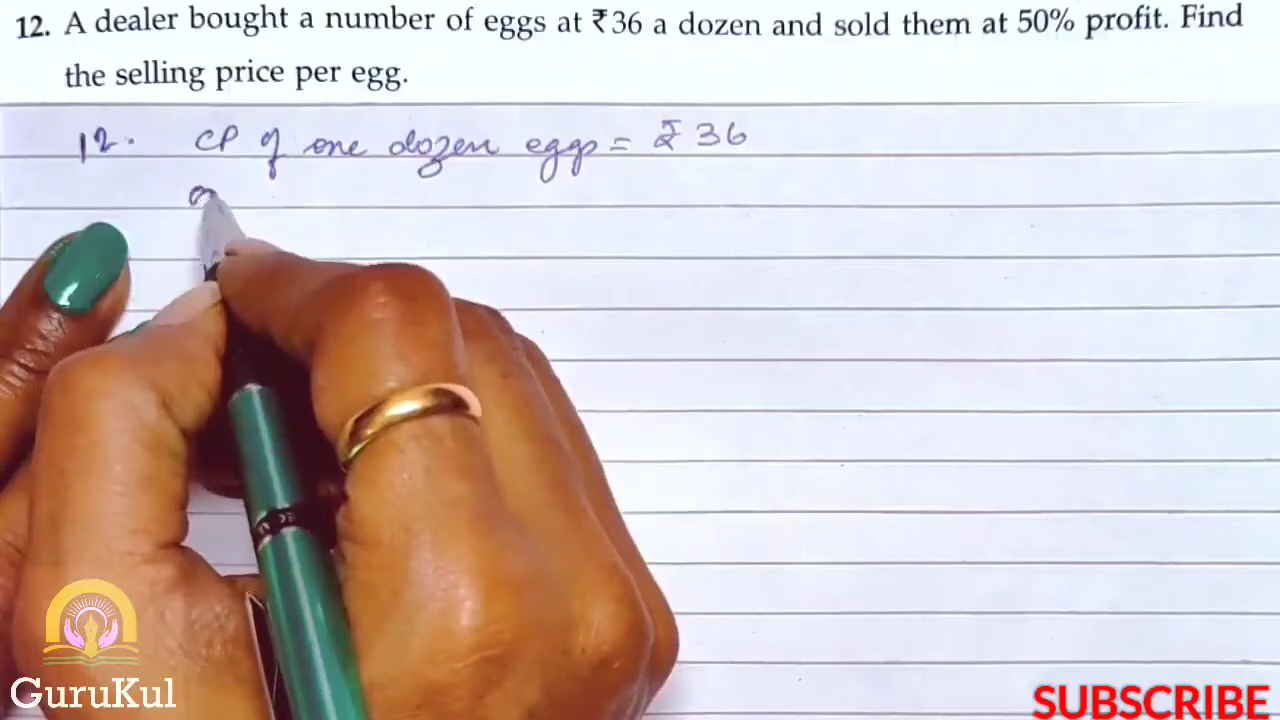 12. A dealer bought a number of eggs at ₹36 a dozen and sold them at 50% profit. Find
the selling price per egg.
12. CP of one dozen eggs = ₹ 36
GuruKul
SUBSCRIBE